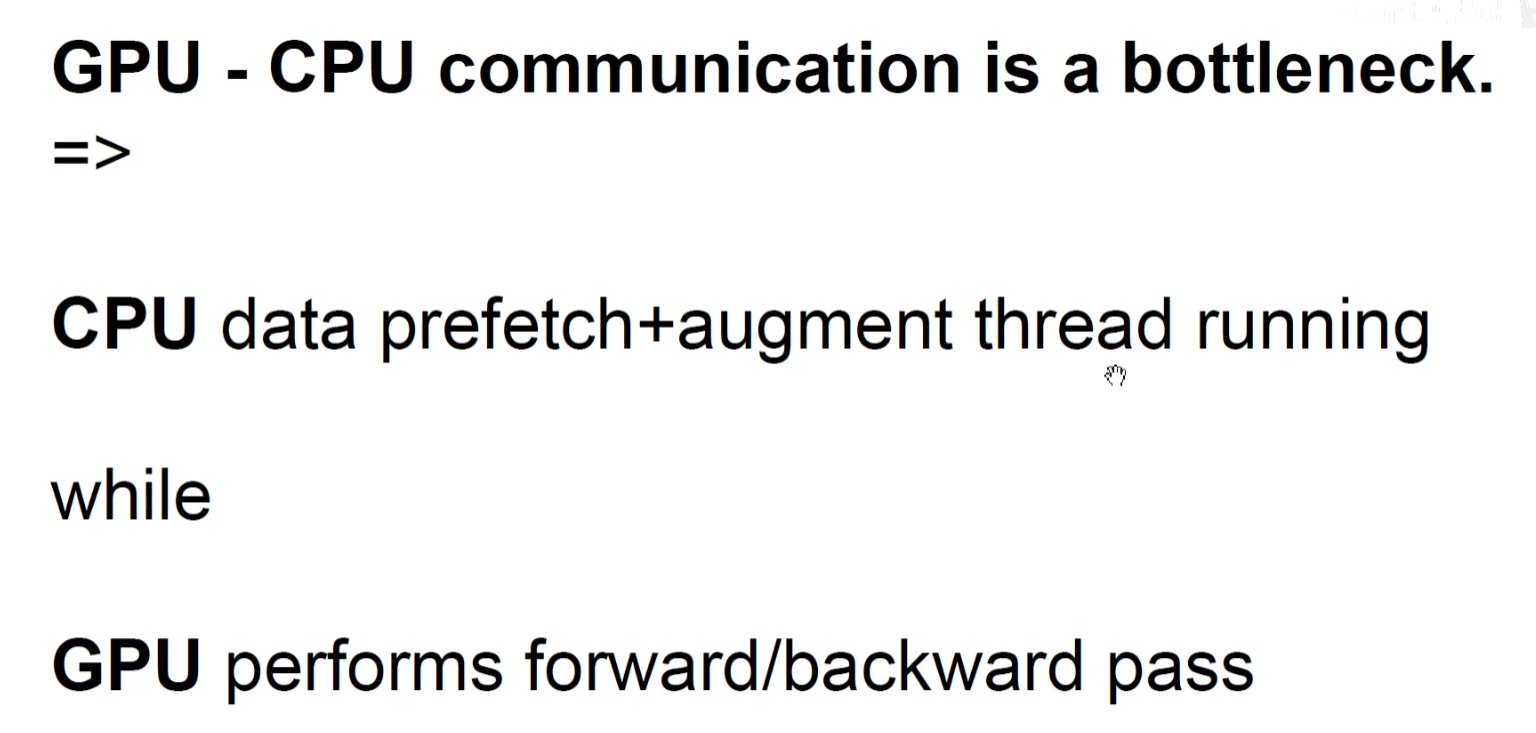 GPU - CPU communication is a bottleneck.
=>
CPU data prefetch+augment thread running
while
GPU performs forward/backward pass